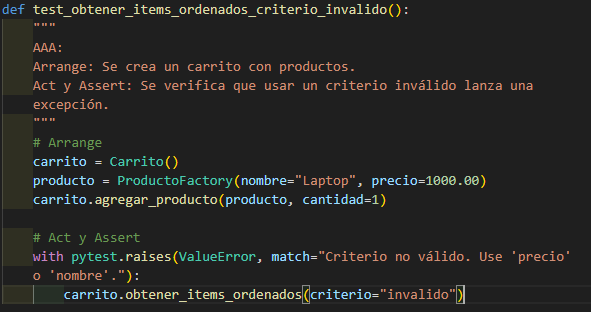 def test_obtener_items_ordenados_criterio_invalido():
    """
    AAA:
    Arrange: Se crea un carrito con productos.
    Act y Assert: Se verifica que usar un criterio inválido lanza una
    excepción.
    """
    # Arrange
    carrito = Carrito()
    producto = ProductoFactory(nombre="Laptop", precio=1000.00)
    carrito.agregar_producto(producto, cantidad=1)

    # Act y Assert
    with pytest.raises(ValueError, match="Criterio no válido. Use 'precio'
    o 'nombre'."):
        carrito.obtener_items_ordenados(criterio="invalido")